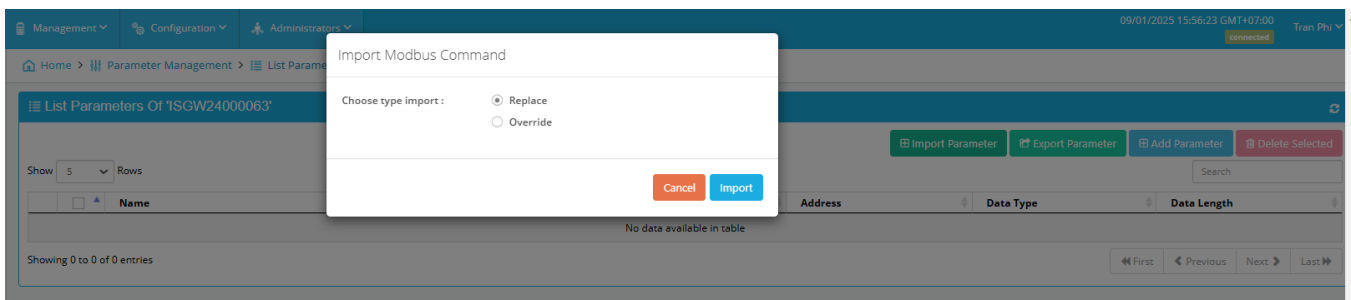 Management Configuration Administrators 09/01/2025 15:56:23 GMT+07:00 Tran Phi
connected
Home > Parameter Management > List Parame
Import Modbus Command
Choose type import : Replace
Override
Cancel Import
List Parameters Of 'ISGW24000063'
Import Parameter Export Parameter Add Parameter Delete Selected
Show 5 Rows Search
Name Address Data Type Data Length
No data available in table
Showing 0 to 0 of 0 entries First Previous Next Last